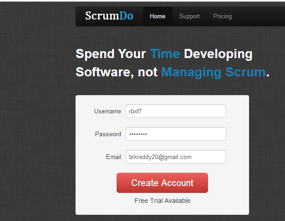 ScrumDo Home Support Pricing
Spend Your Time Developing
Software, not Managing Scrum.
Username rbxf7
Password ••••••••
Email brkreddy20@gmail.com
Create Account
Free Trial Available